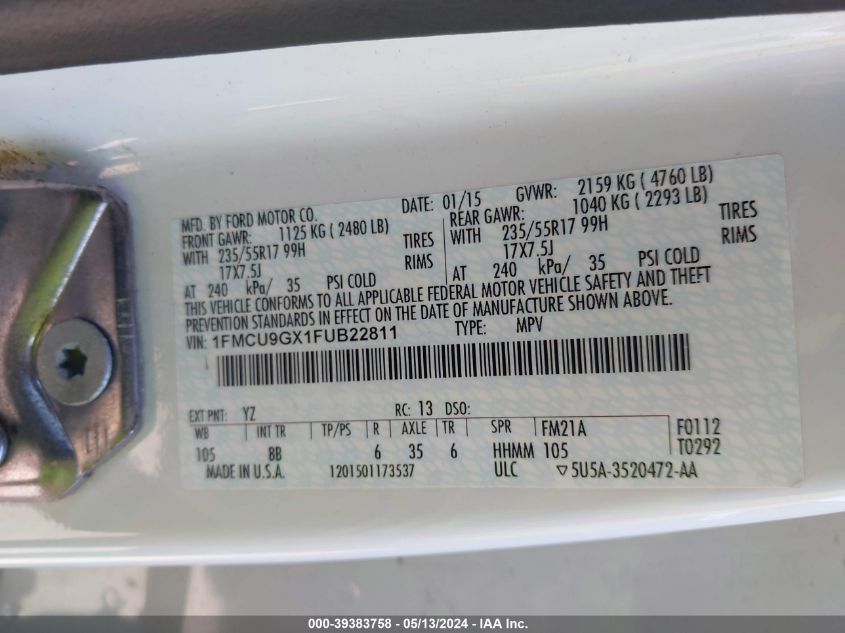 MFD. BY FORD MOTOR CO. DATE: 01/15 GVWR: 2159 KG ( 4760 LB)
FRONT GAWR: 1125 KG ( 2480 LB) REAR GAWR: 1040 KG ( 2293 LB)
WITH 235/55R17 99H TIRES WITH 235/55R17 99H TIRES
17X7.5J RIMS 17X7.5J RIMS
AT 240 kPa/ 35 PSI COLD AT 240 kPa/ 35 PSI COLD
THIS VEHICLE CONFORMS TO ALL APPLICABLE FEDERAL MOTOR VEHICLE SAFETY AND THEFT
PREVENTION STANDARDS IN EFFECT ON THE DATE OF MANUFACTURE SHOWN ABOVE.
VIN: 1FMCU9GX1FUB22811 TYPE: MPV
EXT PNT: YZ RC: 13 DSO:
WB INT TR TP/PS R AXLE TR SPR FM21A F0112
105 8B 6 35 6 HHMM 105 T0292
MADE IN U.S.A. 1201501173537 ULC ▽5U5A-3520472-AA
000-39383758 - 05/13/2024 - IAA Inc.